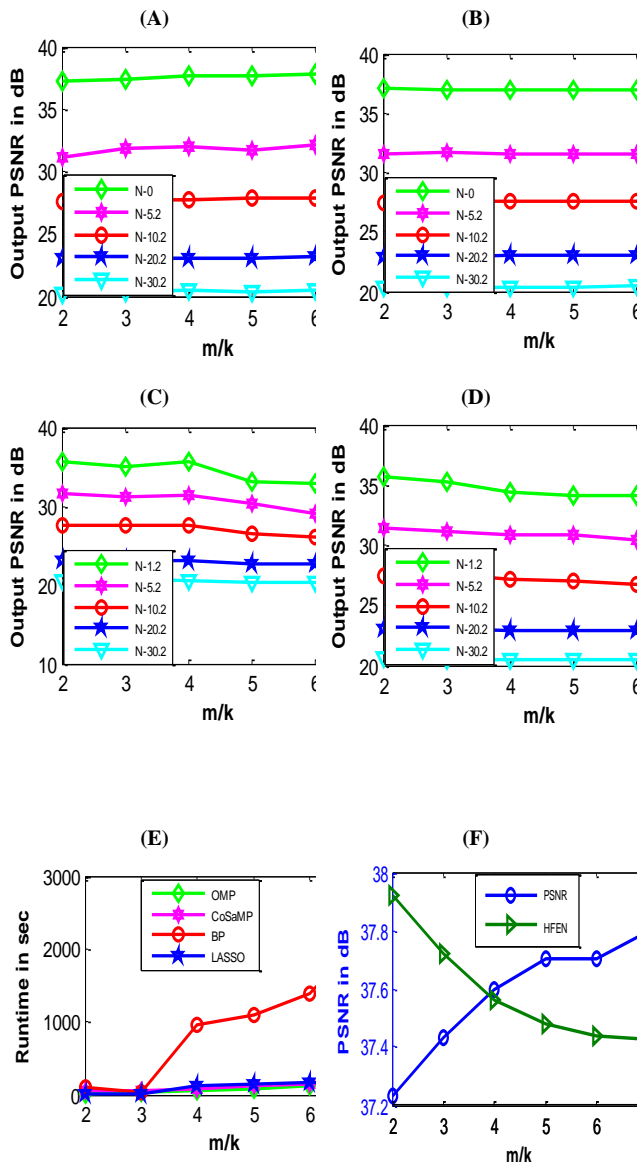 (A)
Output PSNR in dB
40
35
30
25
20
N-0
N-5.2
N-10.2
N-20.2
N-30.2
2 3 4 5 6
m/k
(B)
Output PSNR in dB
40
35
30
25
20
N-0
N-5.2
N-10.2
N-20.2
N-30.2
2 3 4 5 6
m/k
(C)
Output PSNR in dB
40
30
20
10
N-1.2
N-5.2
N-10.2
N-20.2
N-30.2
2 3 4 5 6
m/k
(D)
Output PSNR in dB
40
35
30
25
20
N-1.2
N-5.2
N-10.2
N-20.2
N-30.2
2 3 4 5 6
m/k
(E)
Runtime in sec
3000
2000
1000
0
OMP
CoSaMP
BP
LASSO
2 3 4 5 6
m/k
(F)
PSNR in dB
38
37.8
37.6
37.4
37.2
PSNR
HFEN
2 3 4 5 6
m/k